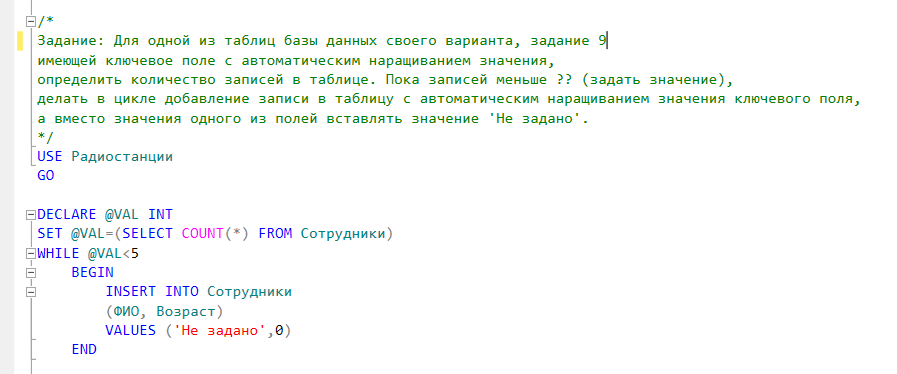 /*
Задание: Для одной из таблиц базы данных своего варианта, задание 9
имеющей ключевое поле с автоматическим наращиванием значения,
определить количество записей в таблице. Пока записей меньше ?? (задать значение),
делать в цикле добавление записи в таблицу с автоматическим наращиванием значения ключевого поля,
а вместо значения одного из полей вставлять значение 'Не задано'.
*/
USE Радиостанции
GO
DECLARE @VAL INT
SET @VAL=(SELECT COUNT(*) FROM Сотрудники)
WHILE @VAL<5
BEGIN
INSERT INTO Сотрудники
(ФИО, Возраст)
VALUES ('Не задано',0)
END